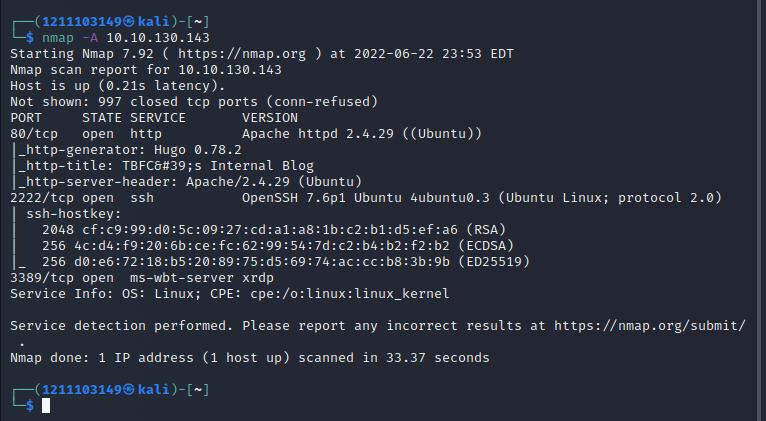 ┌──(1211103149㉿kali)-[~]
└─$ nmap -A 10.10.130.143
Starting Nmap 7.92 ( https://nmap.org ) at 2022-06-22 23:53 EDT
Nmap scan report for 10.10.130.143
Host is up (0.21s latency).
Not shown: 997 closed tcp ports (conn-refused)
PORT     STATE SERVICE       VERSION
80/tcp   open  http          Apache httpd 2.4.29 ((Ubuntu))
|_http-generator: Hugo 0.78.2
|_http-title: TBFC&#39;s Internal Blog
|_http-server-header: Apache/2.4.29 (Ubuntu)
2222/tcp open  ssh           OpenSSH 7.6p1 Ubuntu 4ubuntu0.3 (Ubuntu Linux; protocol 2.0)
| ssh-hostkey:
|   2048 cf:c9:99:d0:5c:09:27:cd:a1:a8:1b:c2:b1:d5:ef:a6 (RSA)
|   256 4c:d4:f9:20:6b:ce:fc:62:99:54:7d:c2:b4:b2:f2:b2 (ECDSA)
|_  256 d0:e6:72:18:b5:20:89:75:d5:69:74:ac:cc:b8:3b:9b (ED25519)
3389/tcp open  ms-wbt-server xrdp
Service Info: OS: Linux; CPE: cpe:/o:linux:linux_kernel

Service detection performed. Please report any incorrect results at https://nmap.org/submit/
 .
Nmap done: 1 IP address (1 host up) scanned in 33.37 seconds

┌──(1211103149㉿kali)-[~]
└─$